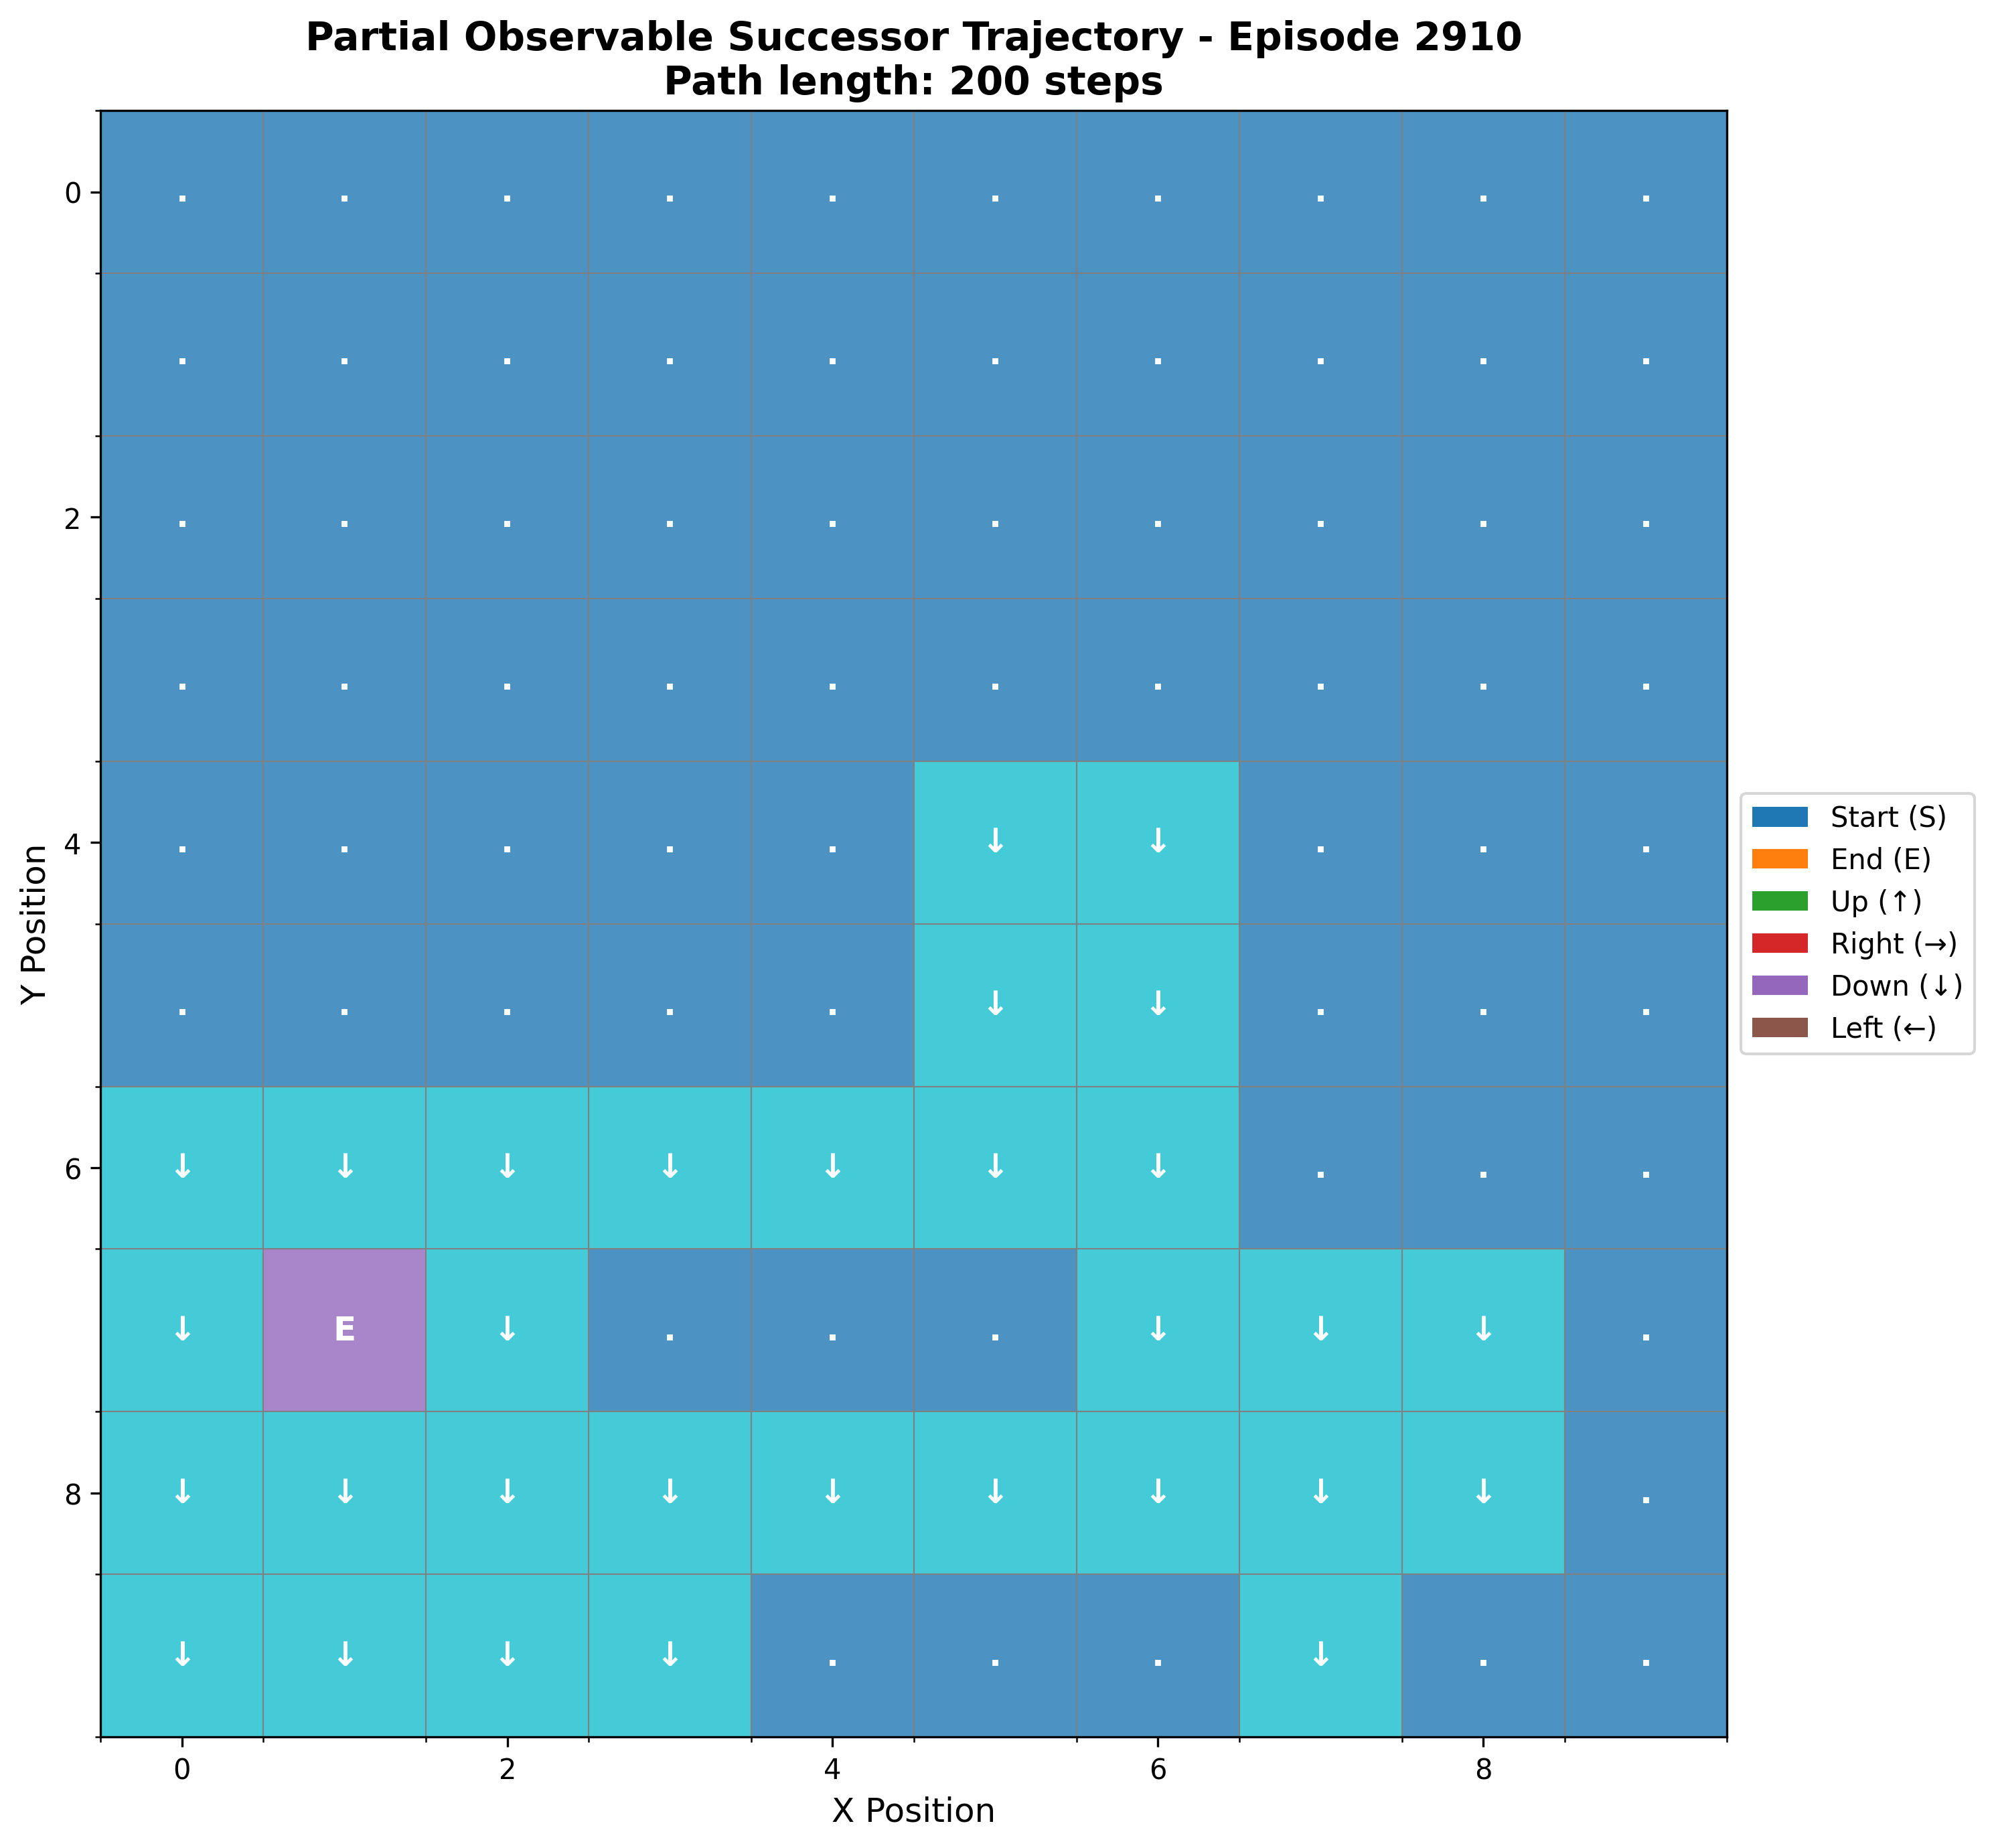 Partial Observable Successor Trajectory - Episode 2910
Path length: 200 steps
0 . . . . . . . . . .
. . . . . . . . . .
2 . . . . . . . . . .
. . . . . . . . . .
4 . . . . . ↓ ↓ . . .
. . . . . ↓ ↓ . . .
6 ↓ ↓ ↓ ↓ ↓ ↓ ↓ . . .
↓ E ↓ . . . ↓ ↓ ↓ .
8 ↓ ↓ ↓ ↓ ↓ ↓ ↓ ↓ ↓ .
↓ ↓ ↓ ↓ . . . ↓ . .
0 2 4 6 8
X Position
Y Position
Start (S)
End (E)
Up (↑)
Right (→)
Down (↓)
Left (←)